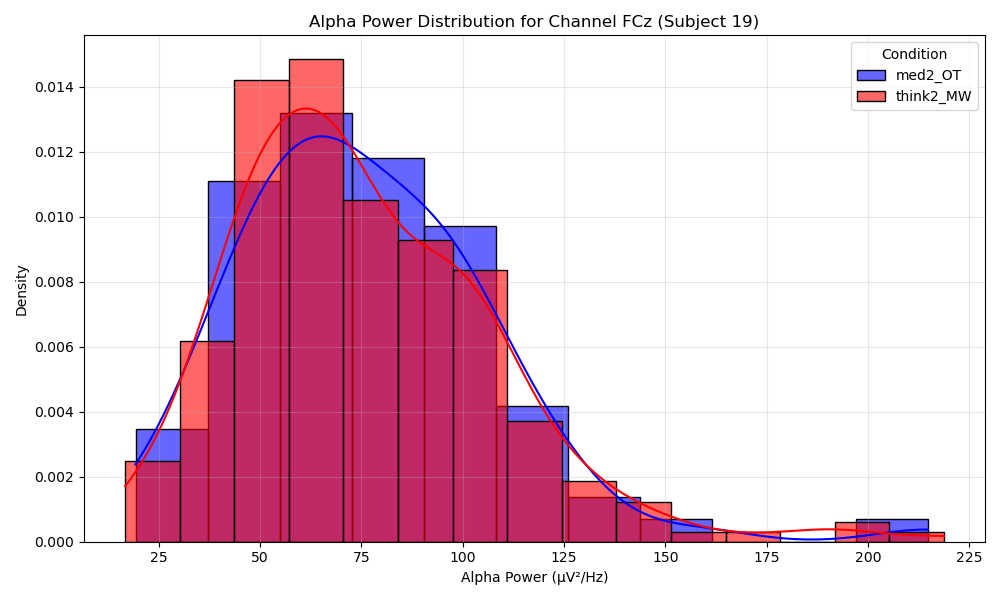 Alpha Power Distribution for Channel FCz (Subject 19)
Condition
med2_OT
think2_MW
Density
0.014
0.012
0.010
0.008
0.006
0.004
0.002
0.000
25 50 75 100 125 150 175 200 225
Alpha Power (µV²/Hz)